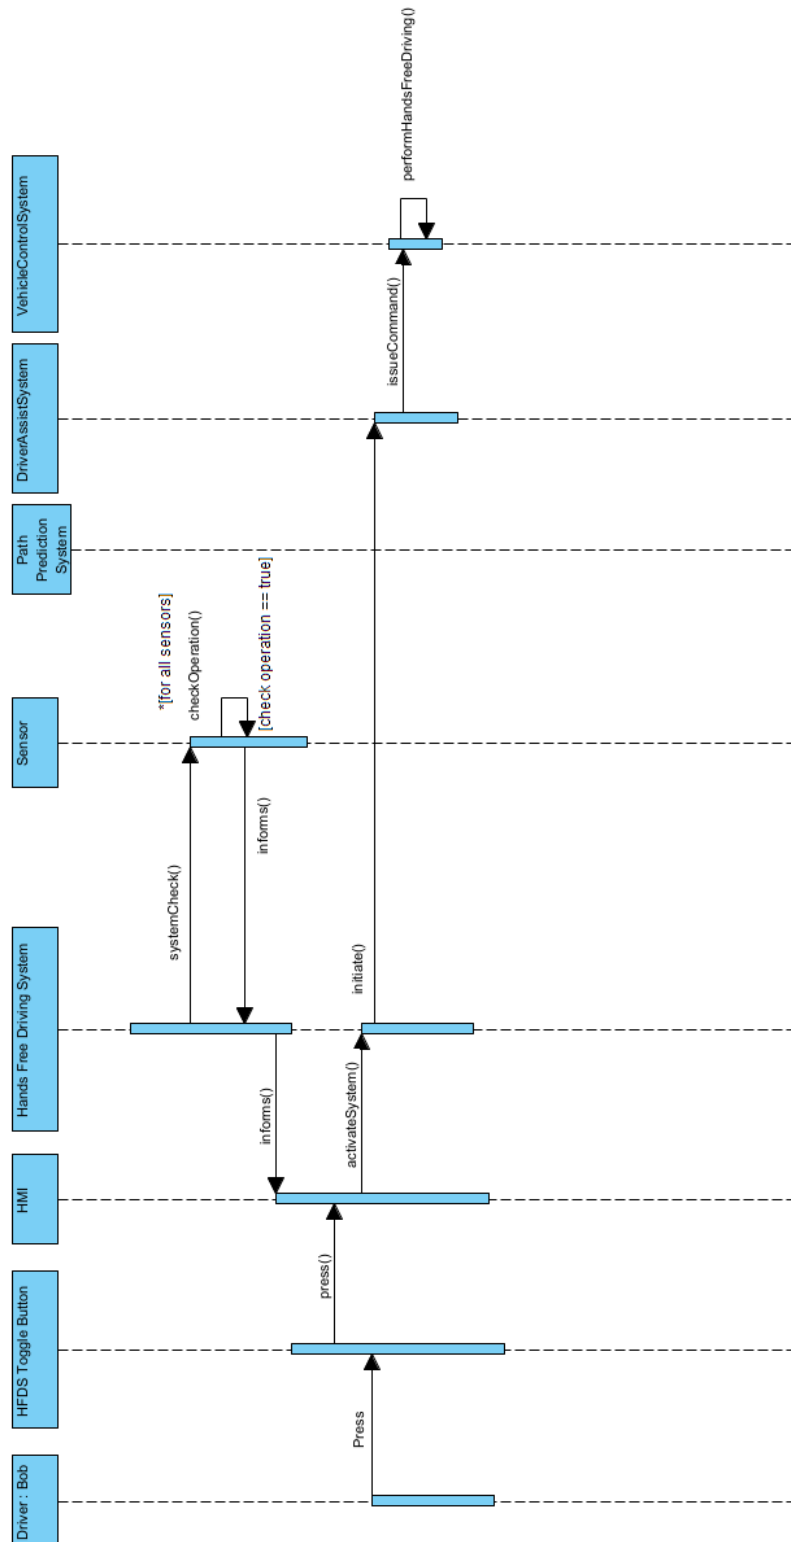 Driver : Bob
HFDS Toggle Button
HMI
Hands Free Driving System
Sensor
Path
Prediction
System
DriverAssistSystem
VehicleControlSystem
systemCheck()
*[for all sensors]
checkOperation()
[check operation == true]
informs()
informs()
press()
Press
activateSystem()
initiate()
issueCommand()
performHandsFreeDriving()